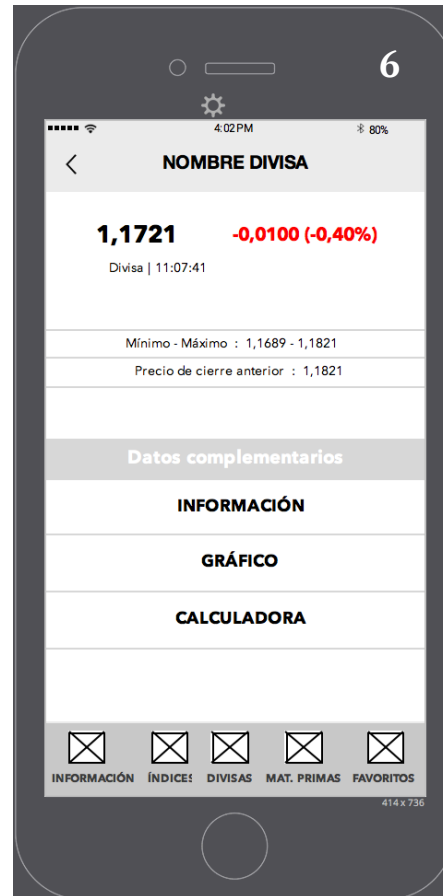 6
4:02PM
80%
NOMBRE DIVISA
1,1721 -0,0100 (-0,40%)
Divisa | 11:07:41
Mínimo - Máximo : 1,1689 - 1,1821
Precio de cierre anterior : 1,1821
Datos complementarios
INFORMACIÓN
GRÁFICO
CALCULADORA
INFORMACIÓN ÍNDICES DIVISAS MAT. PRIMAS FAVORITOS
414 x 736